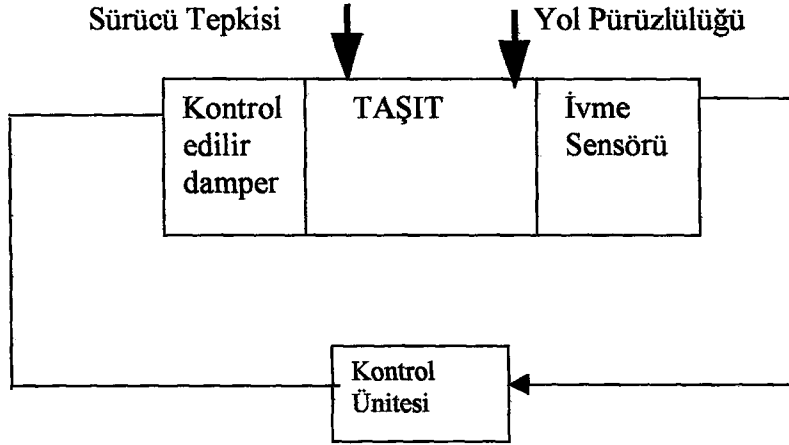 Sürücü Tepkisi
Yol Pürüzlülüğü
Kontrol
edilir
damper
TAŞIT
İvme
Sensörü
Kontrol
Ünitesi